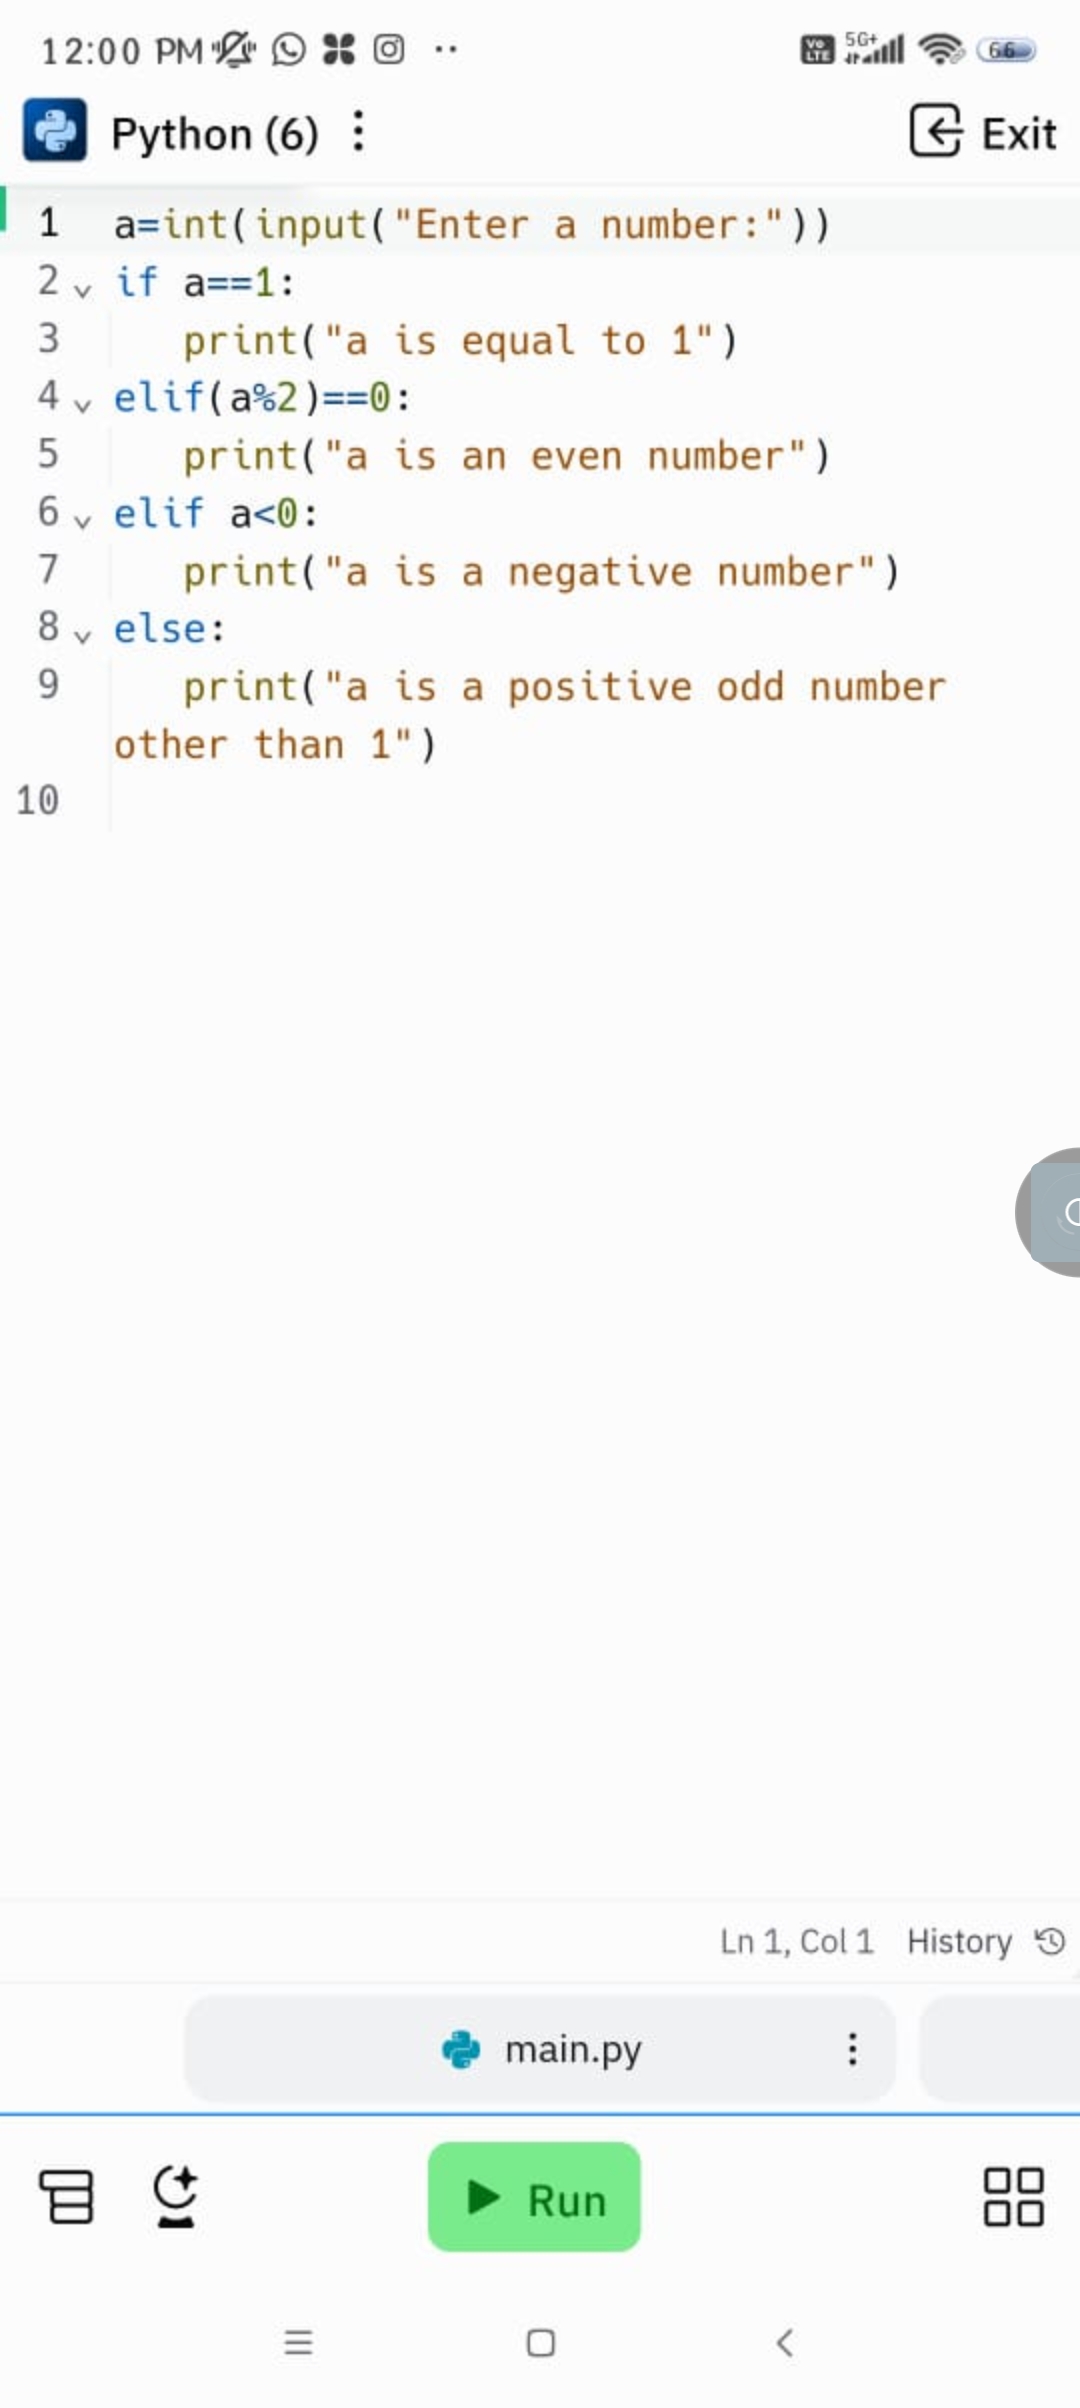 12:00 PM
Vo LTE 5G+ 66
Python (6) Exit
1 a=int(input("Enter a number:"))
2 if a==1:
3 print("a is equal to 1")
4 elif(a%2)==0:
5 print("a is an even number")
6 elif a<0:
7 print("a is a negative number")
8 else:
9 print("a is a positive odd number
other than 1")
10
Ln 1, Col 1 History
main.py
Run